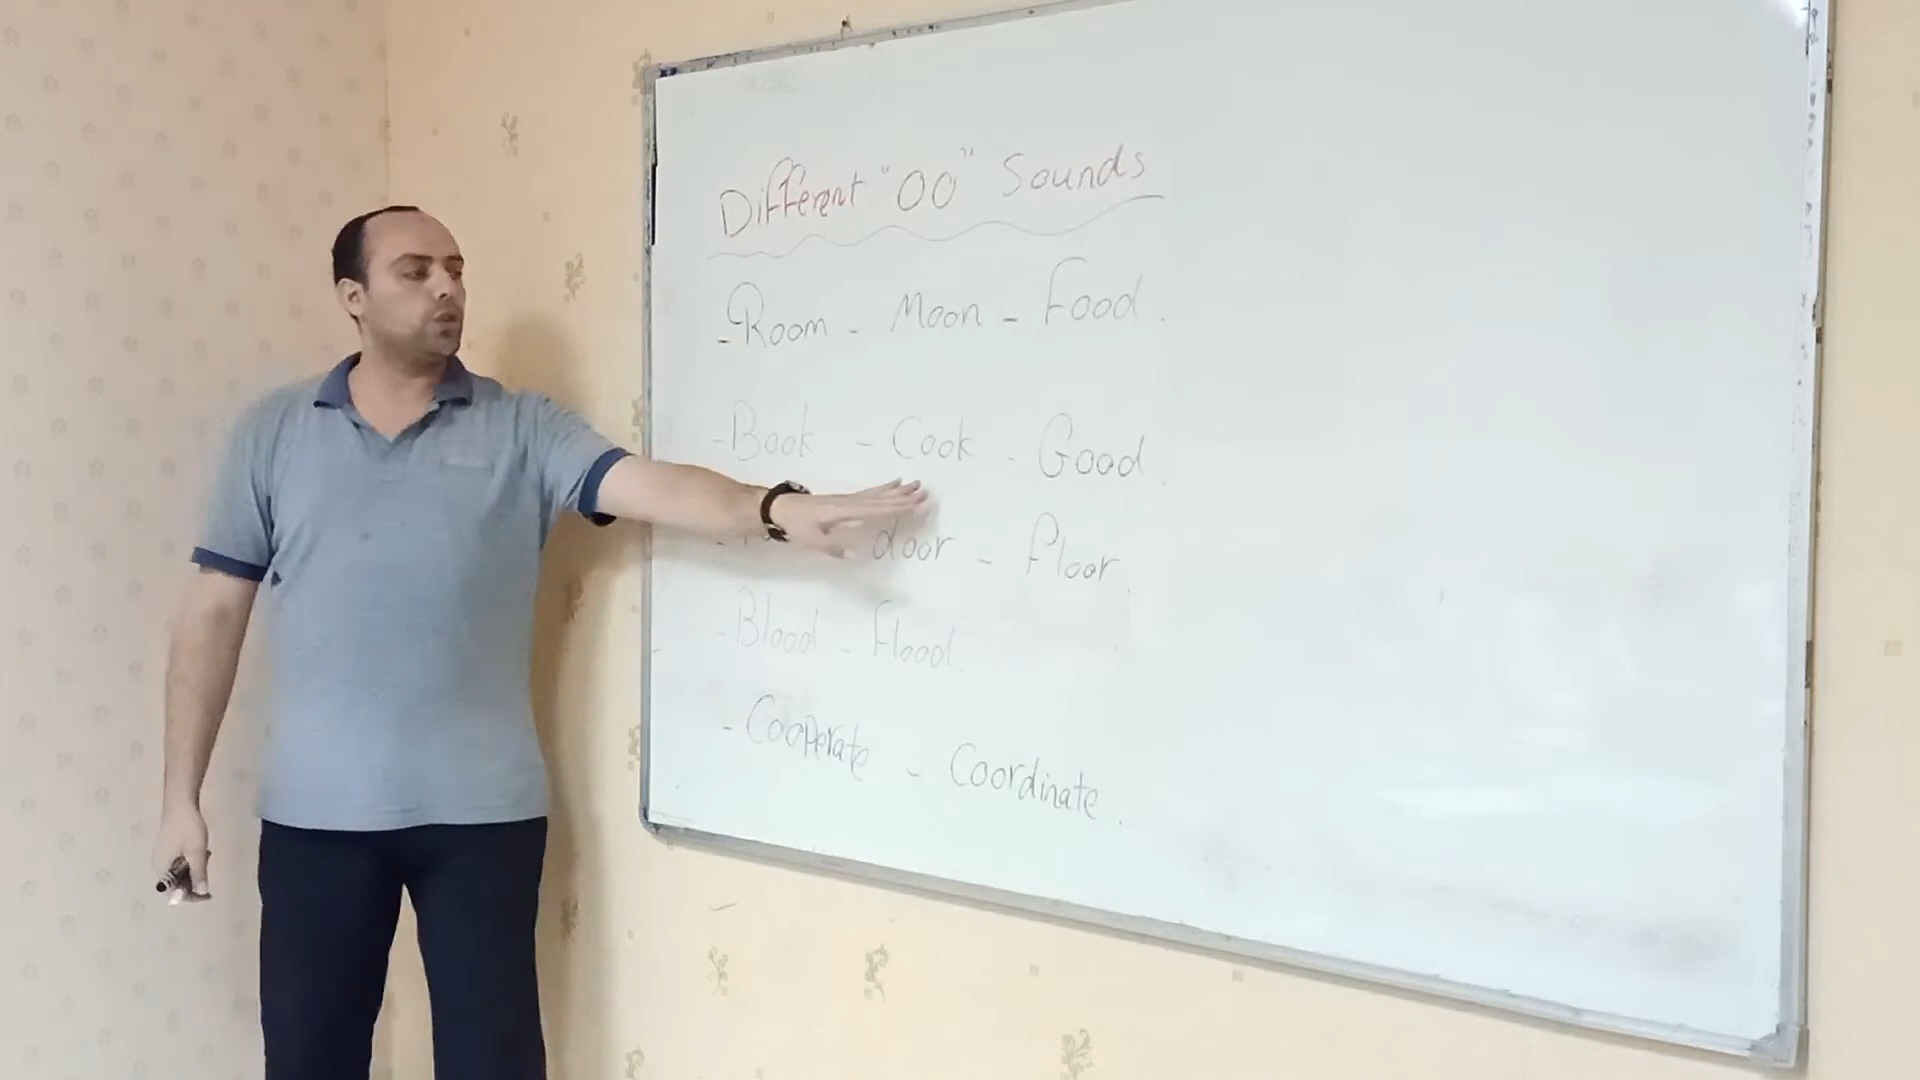 Different "OO" Sounds
- Room - Moon - Food.
- Book - Cook - Good.
- door - floor.
- Blood - Flood.
- Cooperate - Coordinate.